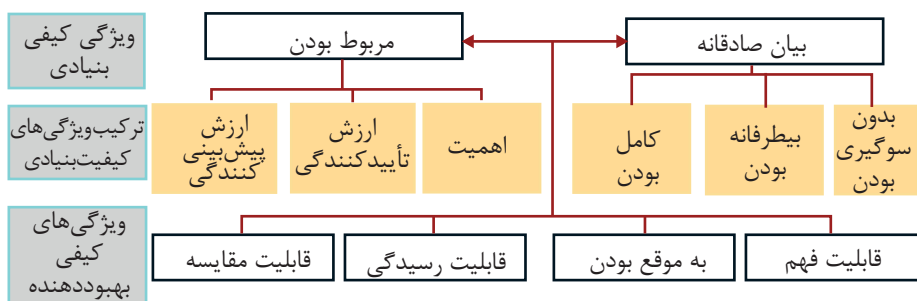 ویژگی کیفی
بنیادی
بیان صادقانه
مربوط بودن
ترکیب‌ویژگی‌های
کیفیت‌بنیادی
بدون
سوگیری
بودن
بیطرفانه
بودن
کامل
بودن
اهمیت
ارزش
تأییدکنندگی
ارزش
پیش‌بینی
کنندگی
ویژگی‌های
کیفی
بهبوددهنده
قابلیت فهم
به موقع بودن
قابلیت رسیدگی
قابلیت مقایسه